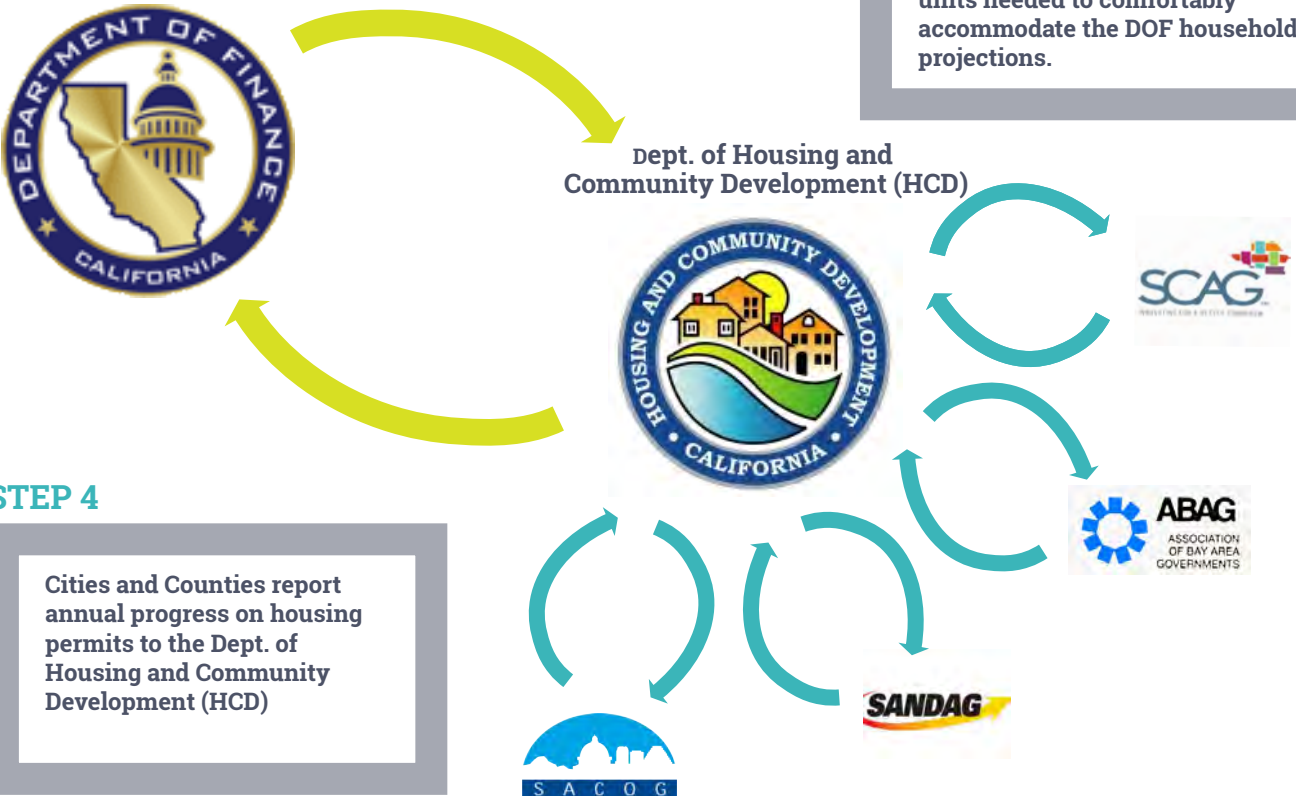 units needed to comfortably
accommodate the DOF household
projections.
DEPARTMENT OF FINANCE
CALIFORNIA
Dept. of Housing and
Community Development (HCD)
HOUSING AND COMMUNITY DEVELOPMENT
CALIFORNIA
SCAG
ABAG
ASSOCIATION
OF BAY AREA
GOVERNMENTS
STEP 4
Cities and Counties report
annual progress on housing
permits to the Dept. of
Housing and Community
Development (HCD)
SANDAG
SACOG